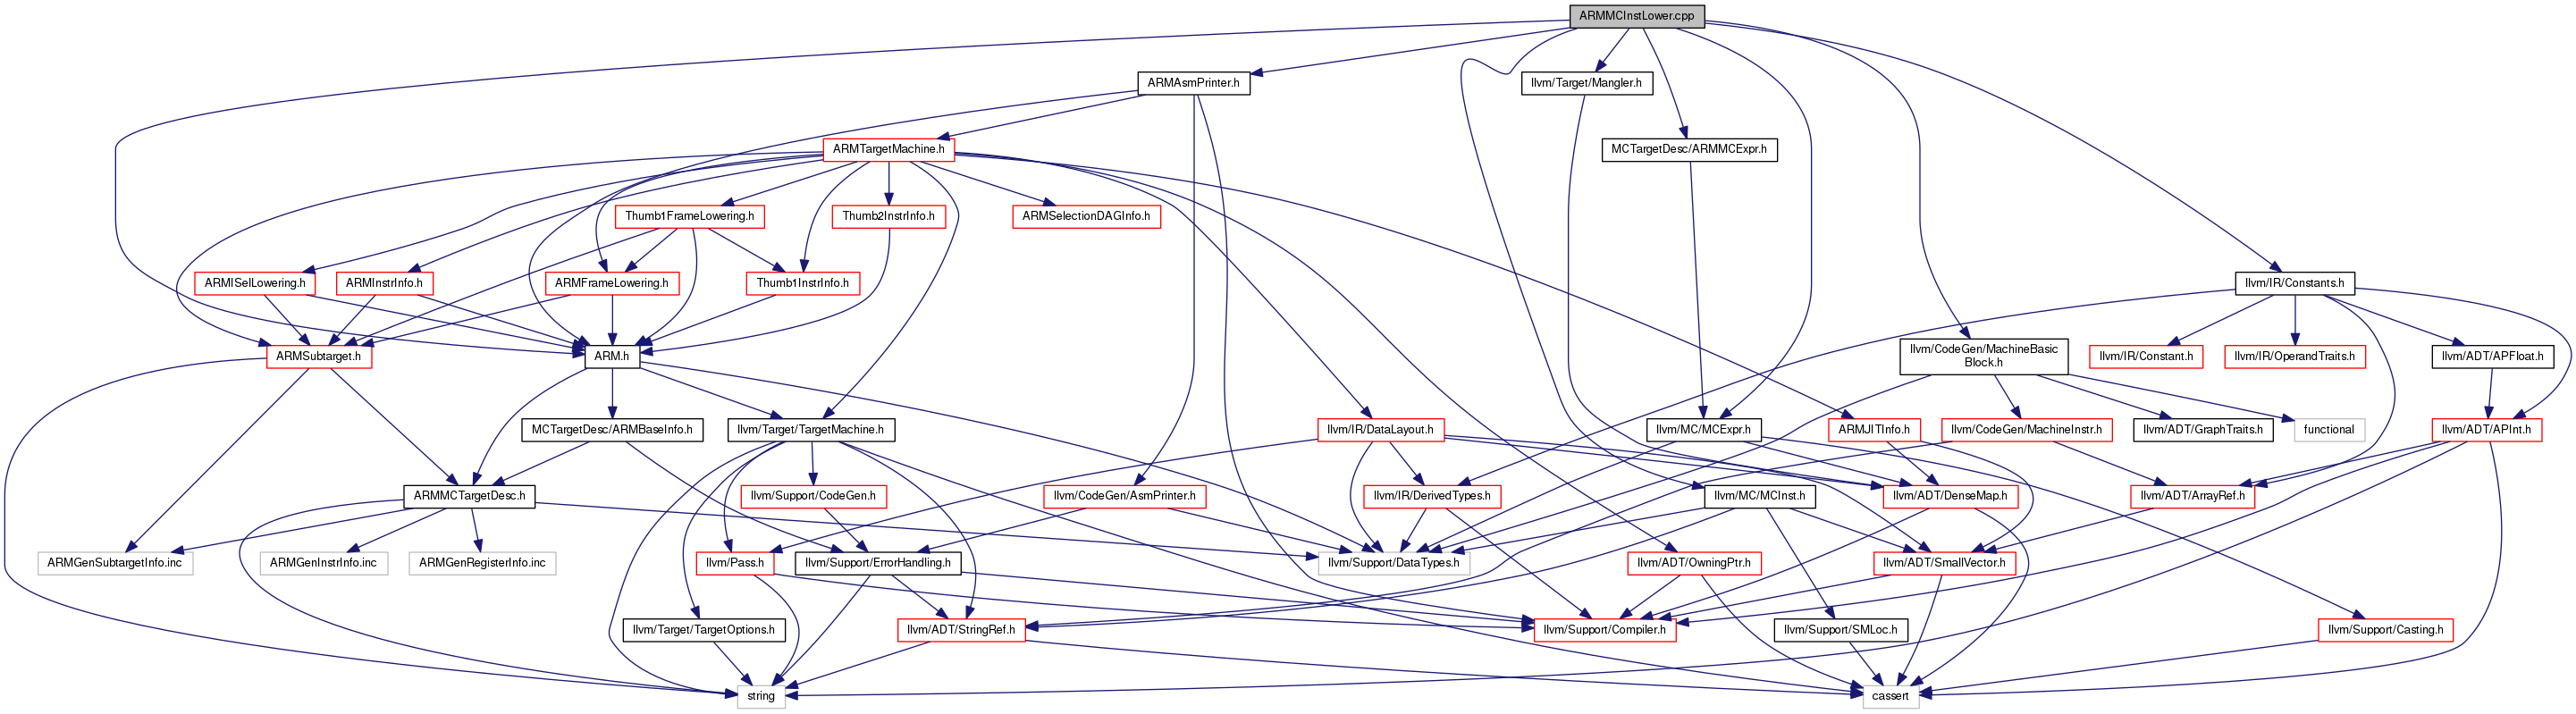 ARMMCInstLower.cpp
ARMAsmPrinter.h
llvm/Target/Mangler.h
ARMTargetMachine.h
MCTargetDesc/ARMMCExpr.h
Thumb1FrameLowering.h
Thumb2InstrInfo.h
ARMSelectionDAGInfo.h
ARMISelLowering.h
ARMInstrInfo.h
ARMFrameLowering.h
Thumb1InstrInfo.h
llvm/IR/Constants.h
ARMSubtarget.h
ARM.h
llvm/CodeGen/MachineBasic
Block.h
llvm/IR/Constant.h
llvm/IR/OperandTraits.h
llvm/ADT/APFloat.h
MCTargetDesc/ARMBaseInfo.h
llvm/Target/TargetMachine.h
llvm/IR/DataLayout.h
ARMJITInfo.h
llvm/MC/MCExpr.h
llvm/CodeGen/MachineInstr.h
llvm/ADT/GraphTraits.h
functional
llvm/ADT/APInt.h
ARMMCTargetDesc.h
llvm/Support/CodeGen.h
llvm/CodeGen/AsmPrinter.h
llvm/IR/DerivedTypes.h
llvm/MC/MCInst.h
llvm/ADT/DenseMap.h
llvm/ADT/ArrayRef.h
ARMGenSubtargetInfo.inc
ARMGenInstrInfo.inc
ARMGenRegisterInfo.inc
llvm/Pass.h
llvm/Support/ErrorHandling.h
llvm/Support/DataTypes.h
llvm/ADT/OwningPtr.h
llvm/ADT/SmallVector.h
llvm/Target/TargetOptions.h
llvm/ADT/StringRef.h
llvm/Support/Compiler.h
llvm/Support/SMLoc.h
llvm/Support/Casting.h
string
cassert